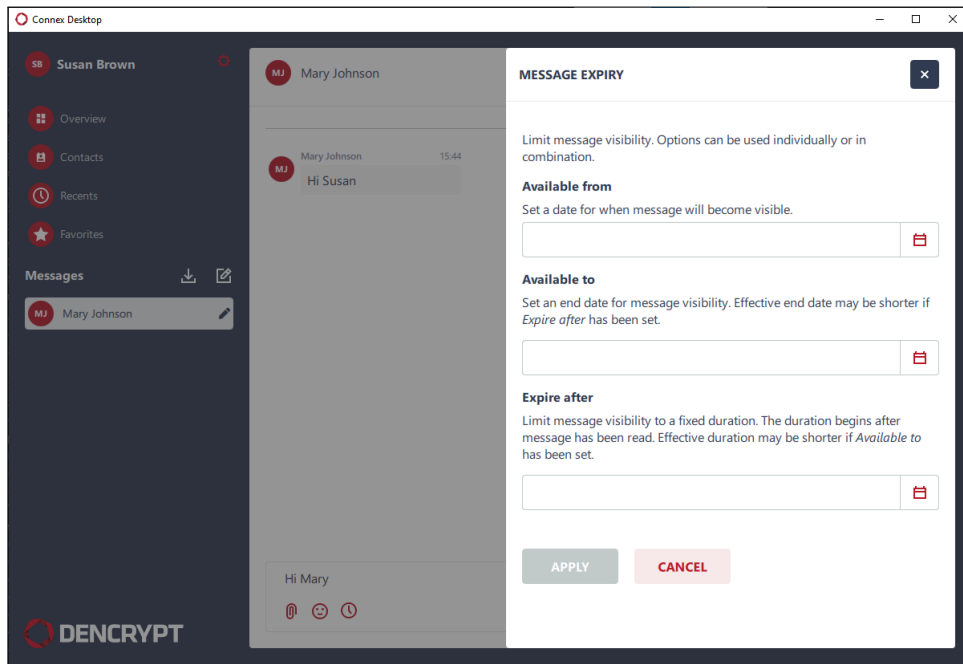 Connex Desktop
SB Susan Brown
Overview
Contacts
Recents
Favorites
Messages
MJ Mary Johnson
DENCRYPT
MJ Mary Johnson
Mary Johnson 15:44
MJ
Hi Susan
Hi Mary
MESSAGE EXPIRY
Limit message visibility. Options can be used individually or in
combination.
Available from
Set a date for when message will become visible.
Available to
Set an end date for message visibility. Effective end date may be shorter if
Expire after has been set.
Expire after
Limit message visibility to a fixed duration. The duration begins after
message has been read. Effective duration may be shorter if Available to
has been set.
APPLY CANCEL